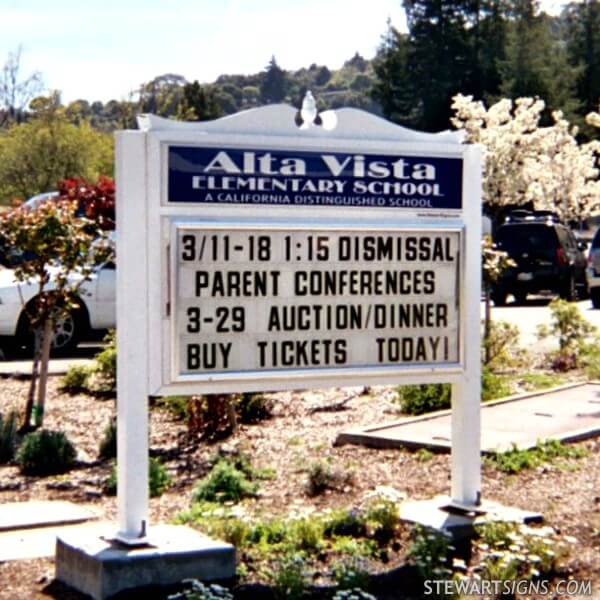 Alta Vista
ELEMENTARY SCHOOL
A CALIFORNIA DISTINGUISHED SCHOOL
3/11-18 1:15 DISMISSAL
PARENT CONFERENCES
3-29 AUCTION/DINNER
BUY TICKETS TODAY!
STEWARTSIGNS.COM